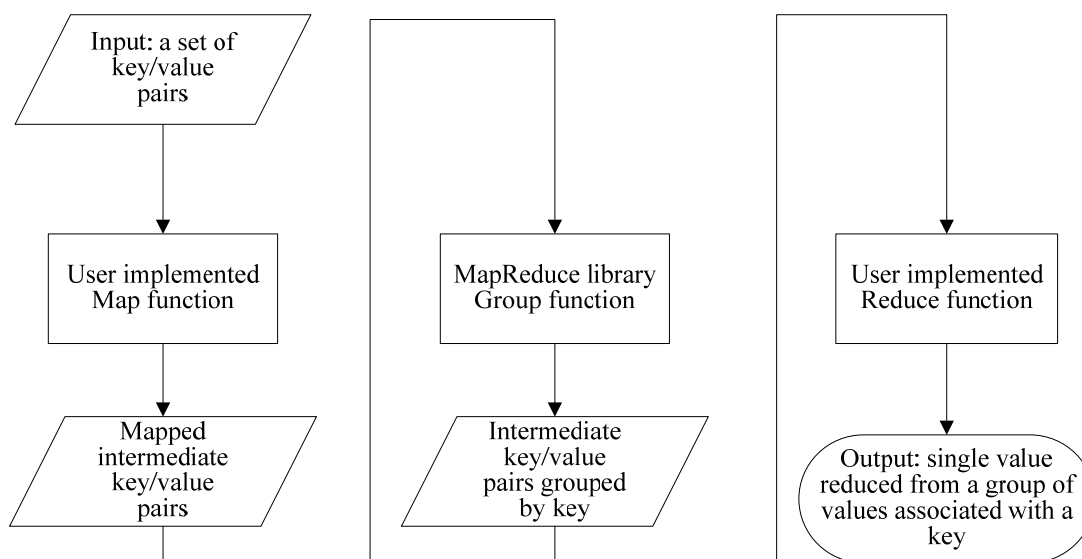 Input: a set of
key/value
pairs
User implemented
Map function
Mapped
intermediate
key/value
pairs
MapReduce library
Group function
Intermediate
key/value
pairs grouped
by key
User implemented
Reduce function
Output: single value
reduced from a group of
values associated with a
key